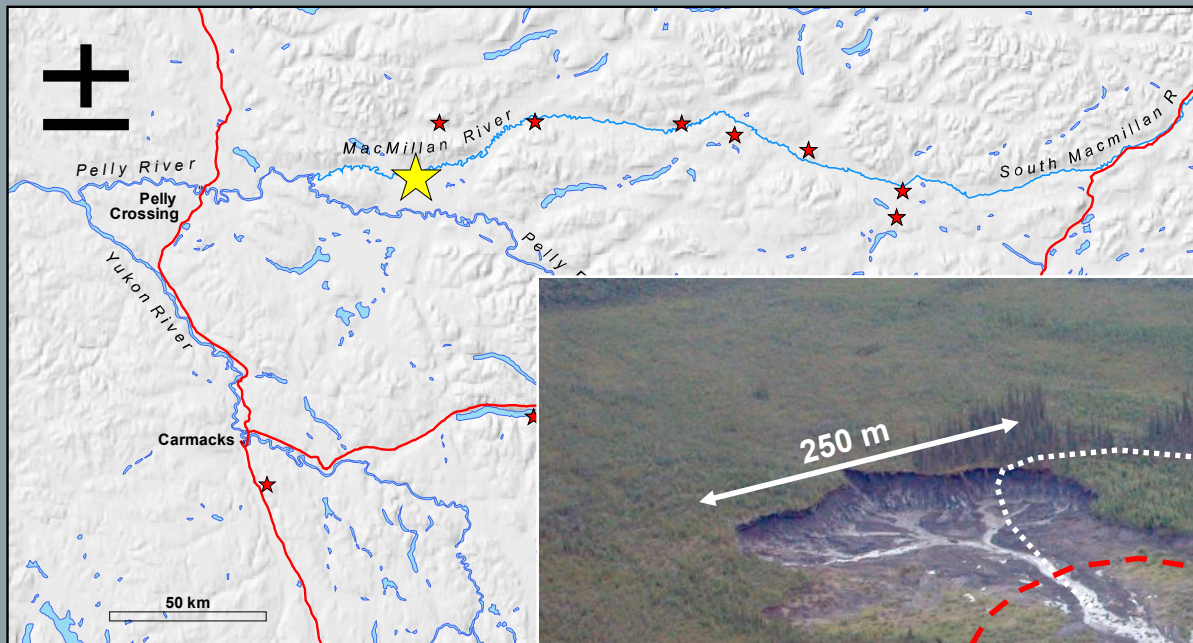 MacMillan River
South Macmillan R
Pelly River
Pelly
Crossing
Pelly
Yukon River
Carmacks
50 km
250 m